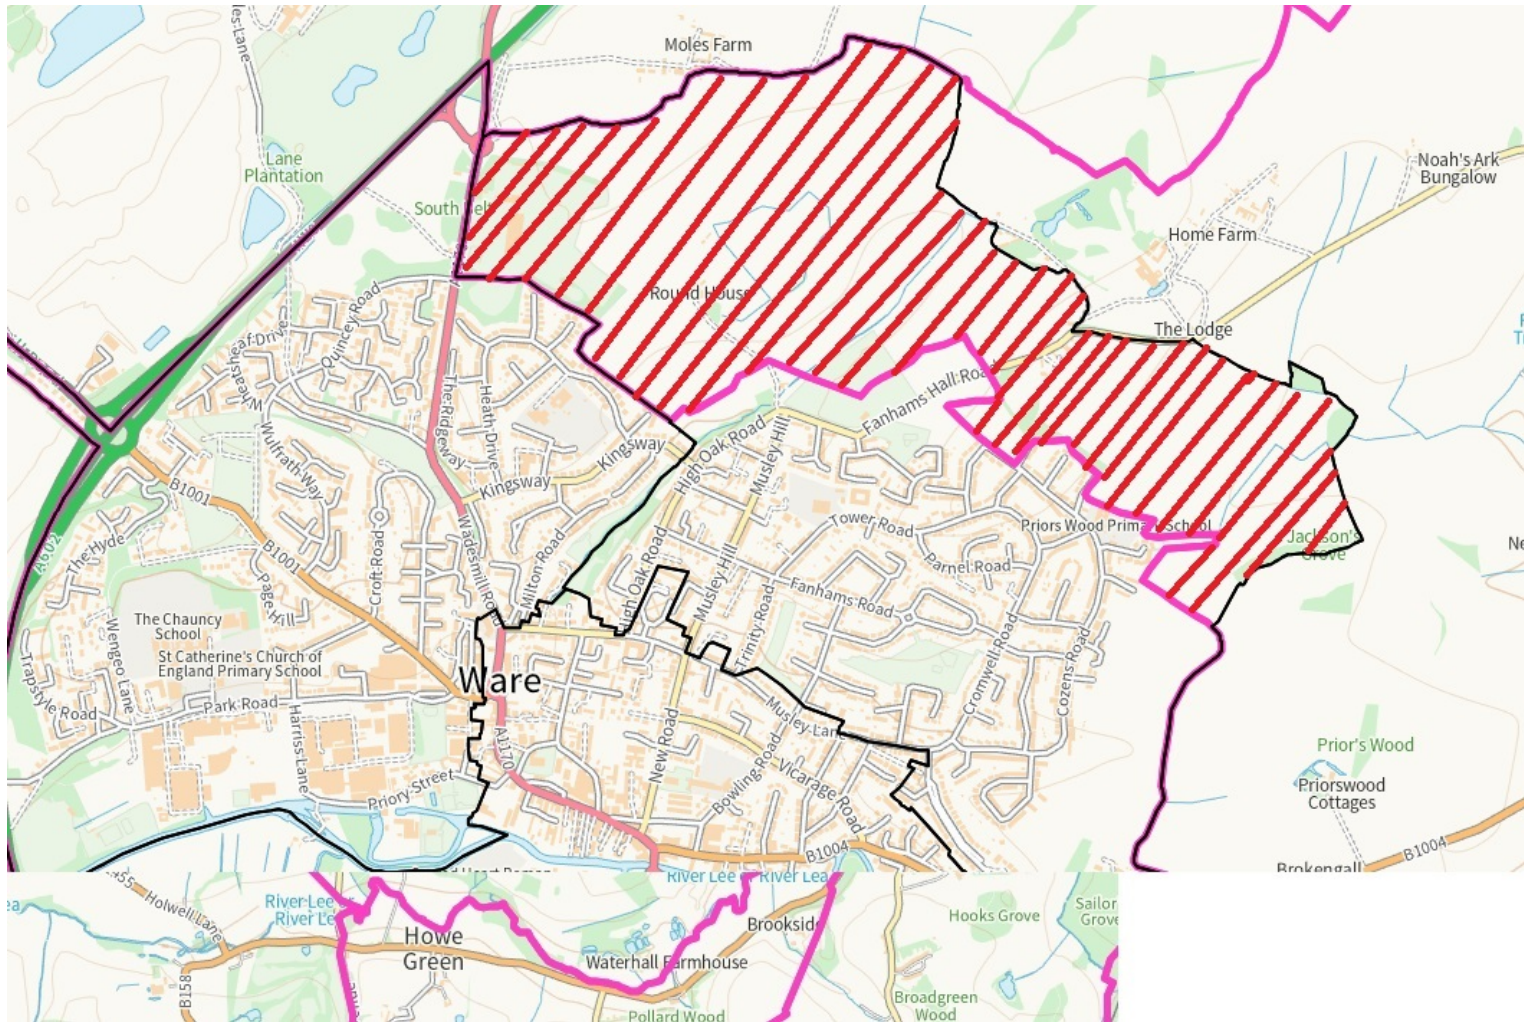 Moles Farm
Lane
Plantation
South Belt
Noah's Ark
Bungalow
Home Farm
Round House
The Lodge
Quincey Road
Wheatsheaf Drive
Wulfrath Way
The Ridgeway
Heath Drive
Kingsway
Kingsway
High Oak Road
Musley Hill
Fanhams Hall Road
B1001
A602
The Hyde
B1001
Croft Road
Page Hill
Wadesmill Road
Milton Road
High Oak Road
Musley Hill
Tower Road
Priors Wood Primary School
Jackson's
Grove
Parnel Road
Fanhams Road
Trinity Road
The Chauncy
School
St Catherine's Church of
England Primary School
Wengeo Lane
Trapstyle Road
Park Road
Harriss Lane
Ware
Cromwell Road
Cozens Road
A1170
New Road
Musley Lane
Bowling Road
Vicarage Road
Priory Street
Prior's Wood
Priorswood
Cottages
B1004
B1004
Brokengall
River Lee
River Lea
Holwell Lane
River Lee
Howe
Green
Brookside
Hooks Grove
Waterhall Farmhouse
B158
Broadgreen
Wood
Pollard Wood